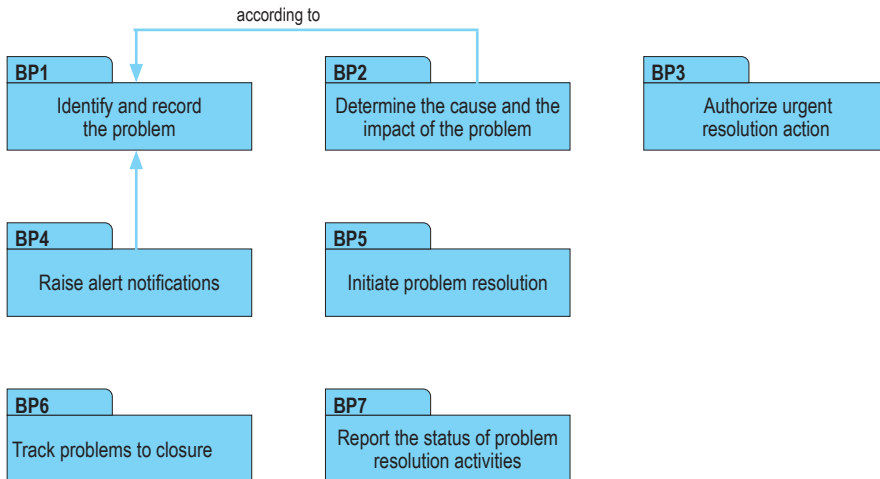 according to
BP1
Identify and record
the problem
BP2
Determine the cause and the
impact of the problem
BP3
Authorize urgent
resolution action
BP4
Raise alert notifications
BP5
Initiate problem resolution
BP6
Track problems to closure
BP7
Report the status of problem
resolution activities